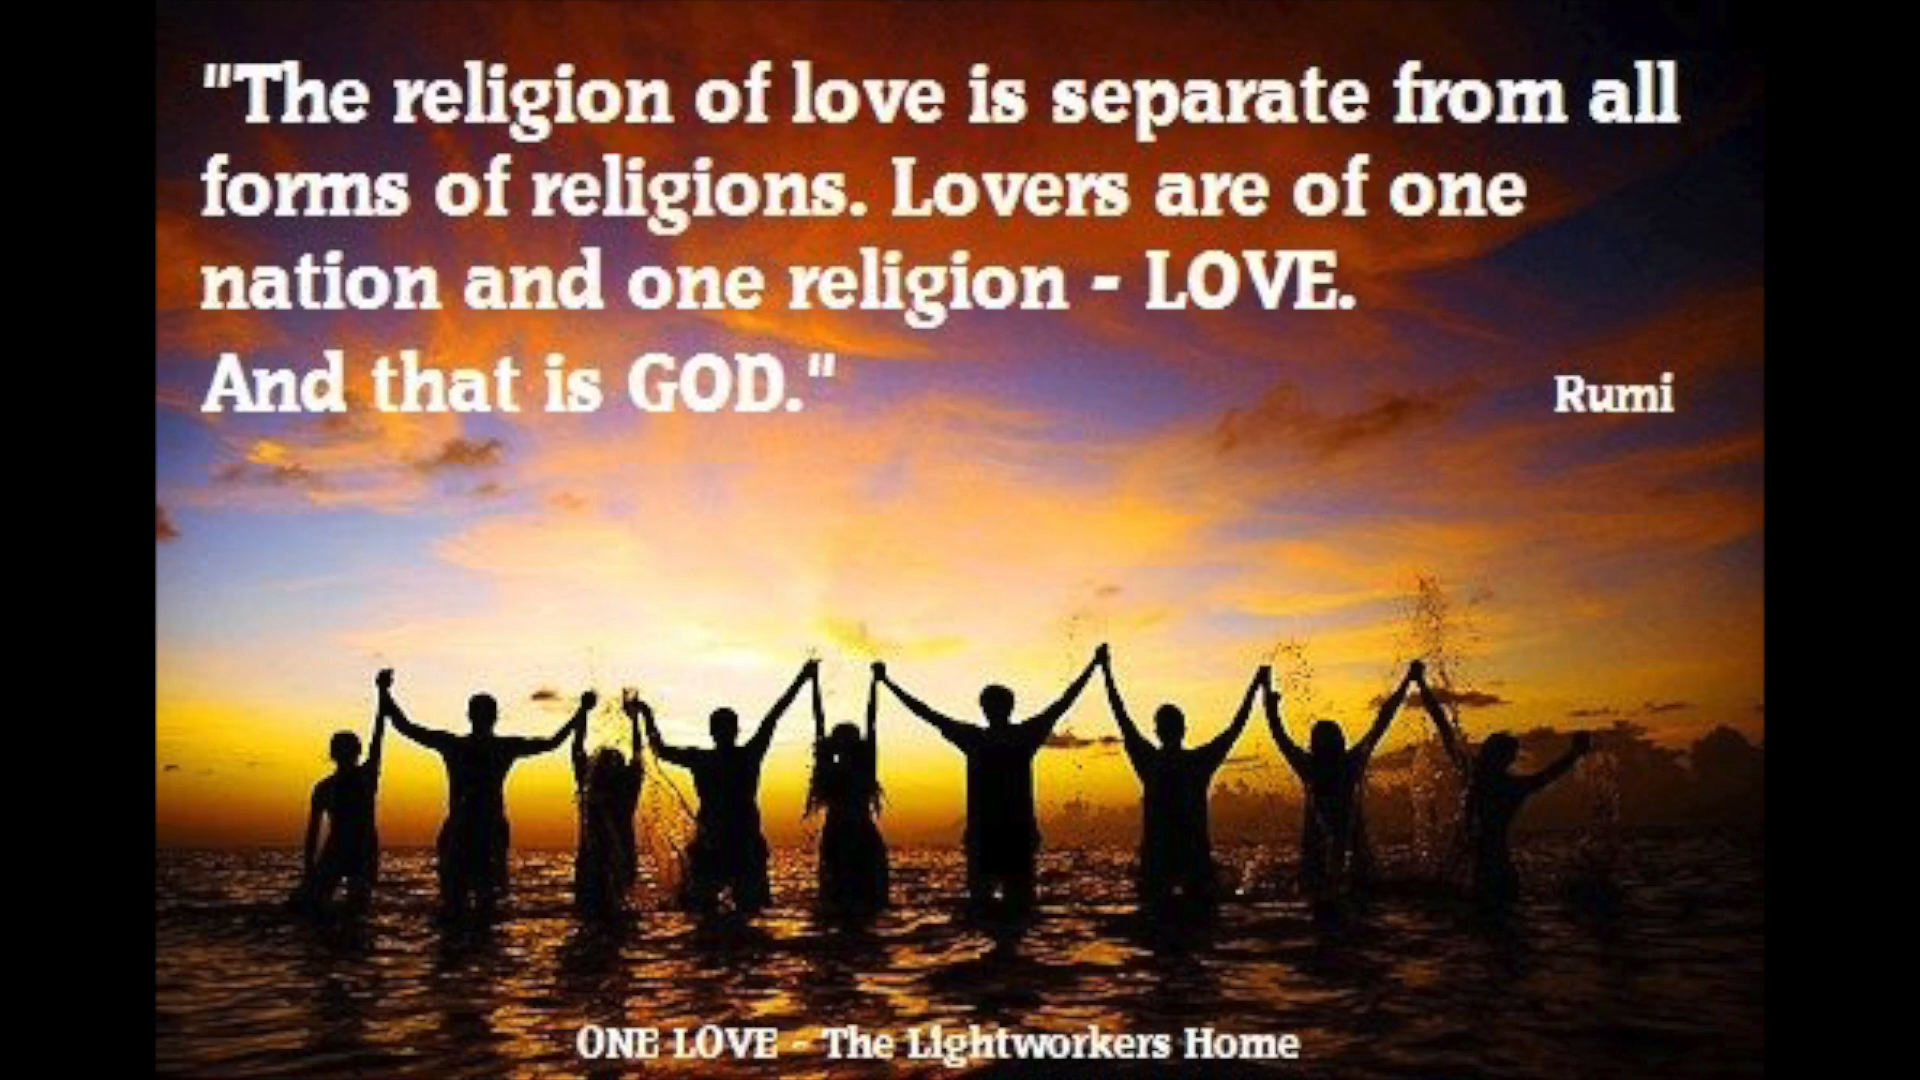 "The religion of love is separate from all
forms of religions. Lovers are of one
nation and one religion - LOVE.
And that is GOD."
Rumi
ONE LOVE - The Lightworkers Home